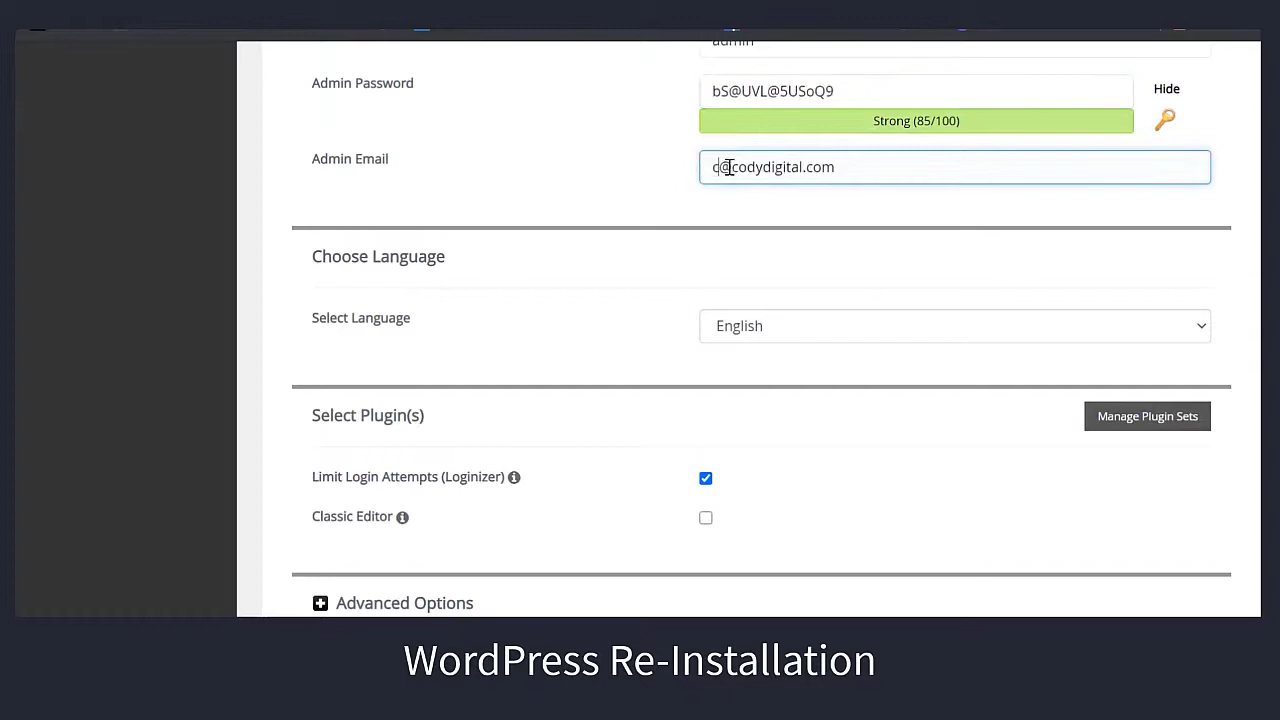 admin
Admin Password
bS@UVL@5USoQ9
Hide
Strong (85/100)
Admin Email
c@codydigital.com
Choose Language
Select Language
English
Select Plugin(s)
Manage Plugin Sets
Limit Login Attempts (Loginizer)
Classic Editor
Advanced Options
WordPress Re-Installation